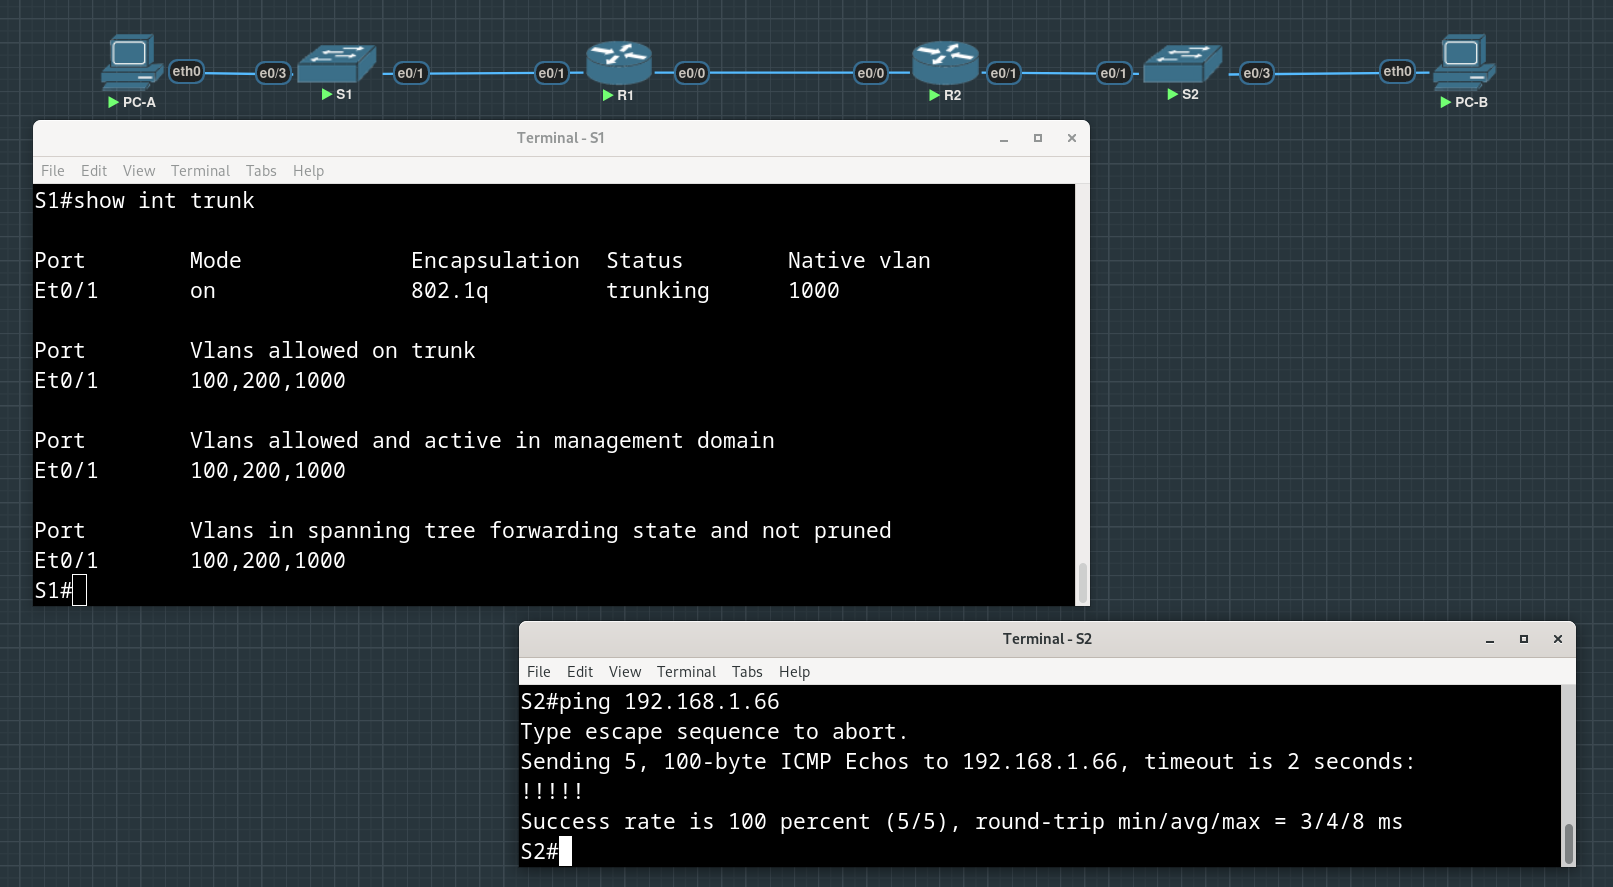 eth0 e0/3 e0/1 e0/1 e0/0 e0/0 e0/1 e0/1 e0/3 eth0
PC-A S1 R1 R2 S2 PC-B
Terminal - S1
File Edit View Terminal Tabs Help
S1#show int trunk
Port Mode Encapsulation Status Native vlan
Et0/1 on 802.1q trunking 1000
Port Vlans allowed on trunk
Et0/1 100,200,1000
Port Vlans allowed and active in management domain
Et0/1 100,200,1000
Port Vlans in spanning tree forwarding state and not pruned
Et0/1 100,200,1000
S1#
Terminal - S2
File Edit View Terminal Tabs Help
S2#ping 192.168.1.66
Type escape sequence to abort.
Sending 5, 100-byte ICMP Echos to 192.168.1.66, timeout is 2 seconds:
!!!!!
Success rate is 100 percent (5/5), round-trip min/avg/max = 3/4/8 ms
S2#